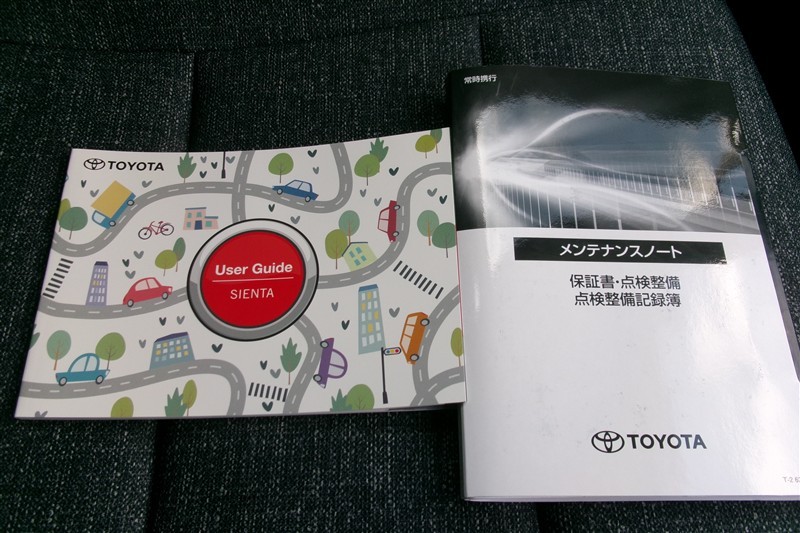 TOYOTA
User Guide
SIENTA
常時携行
メンテナンスノート
保証書・点検整備
点検整備記録簿
TOYOTA